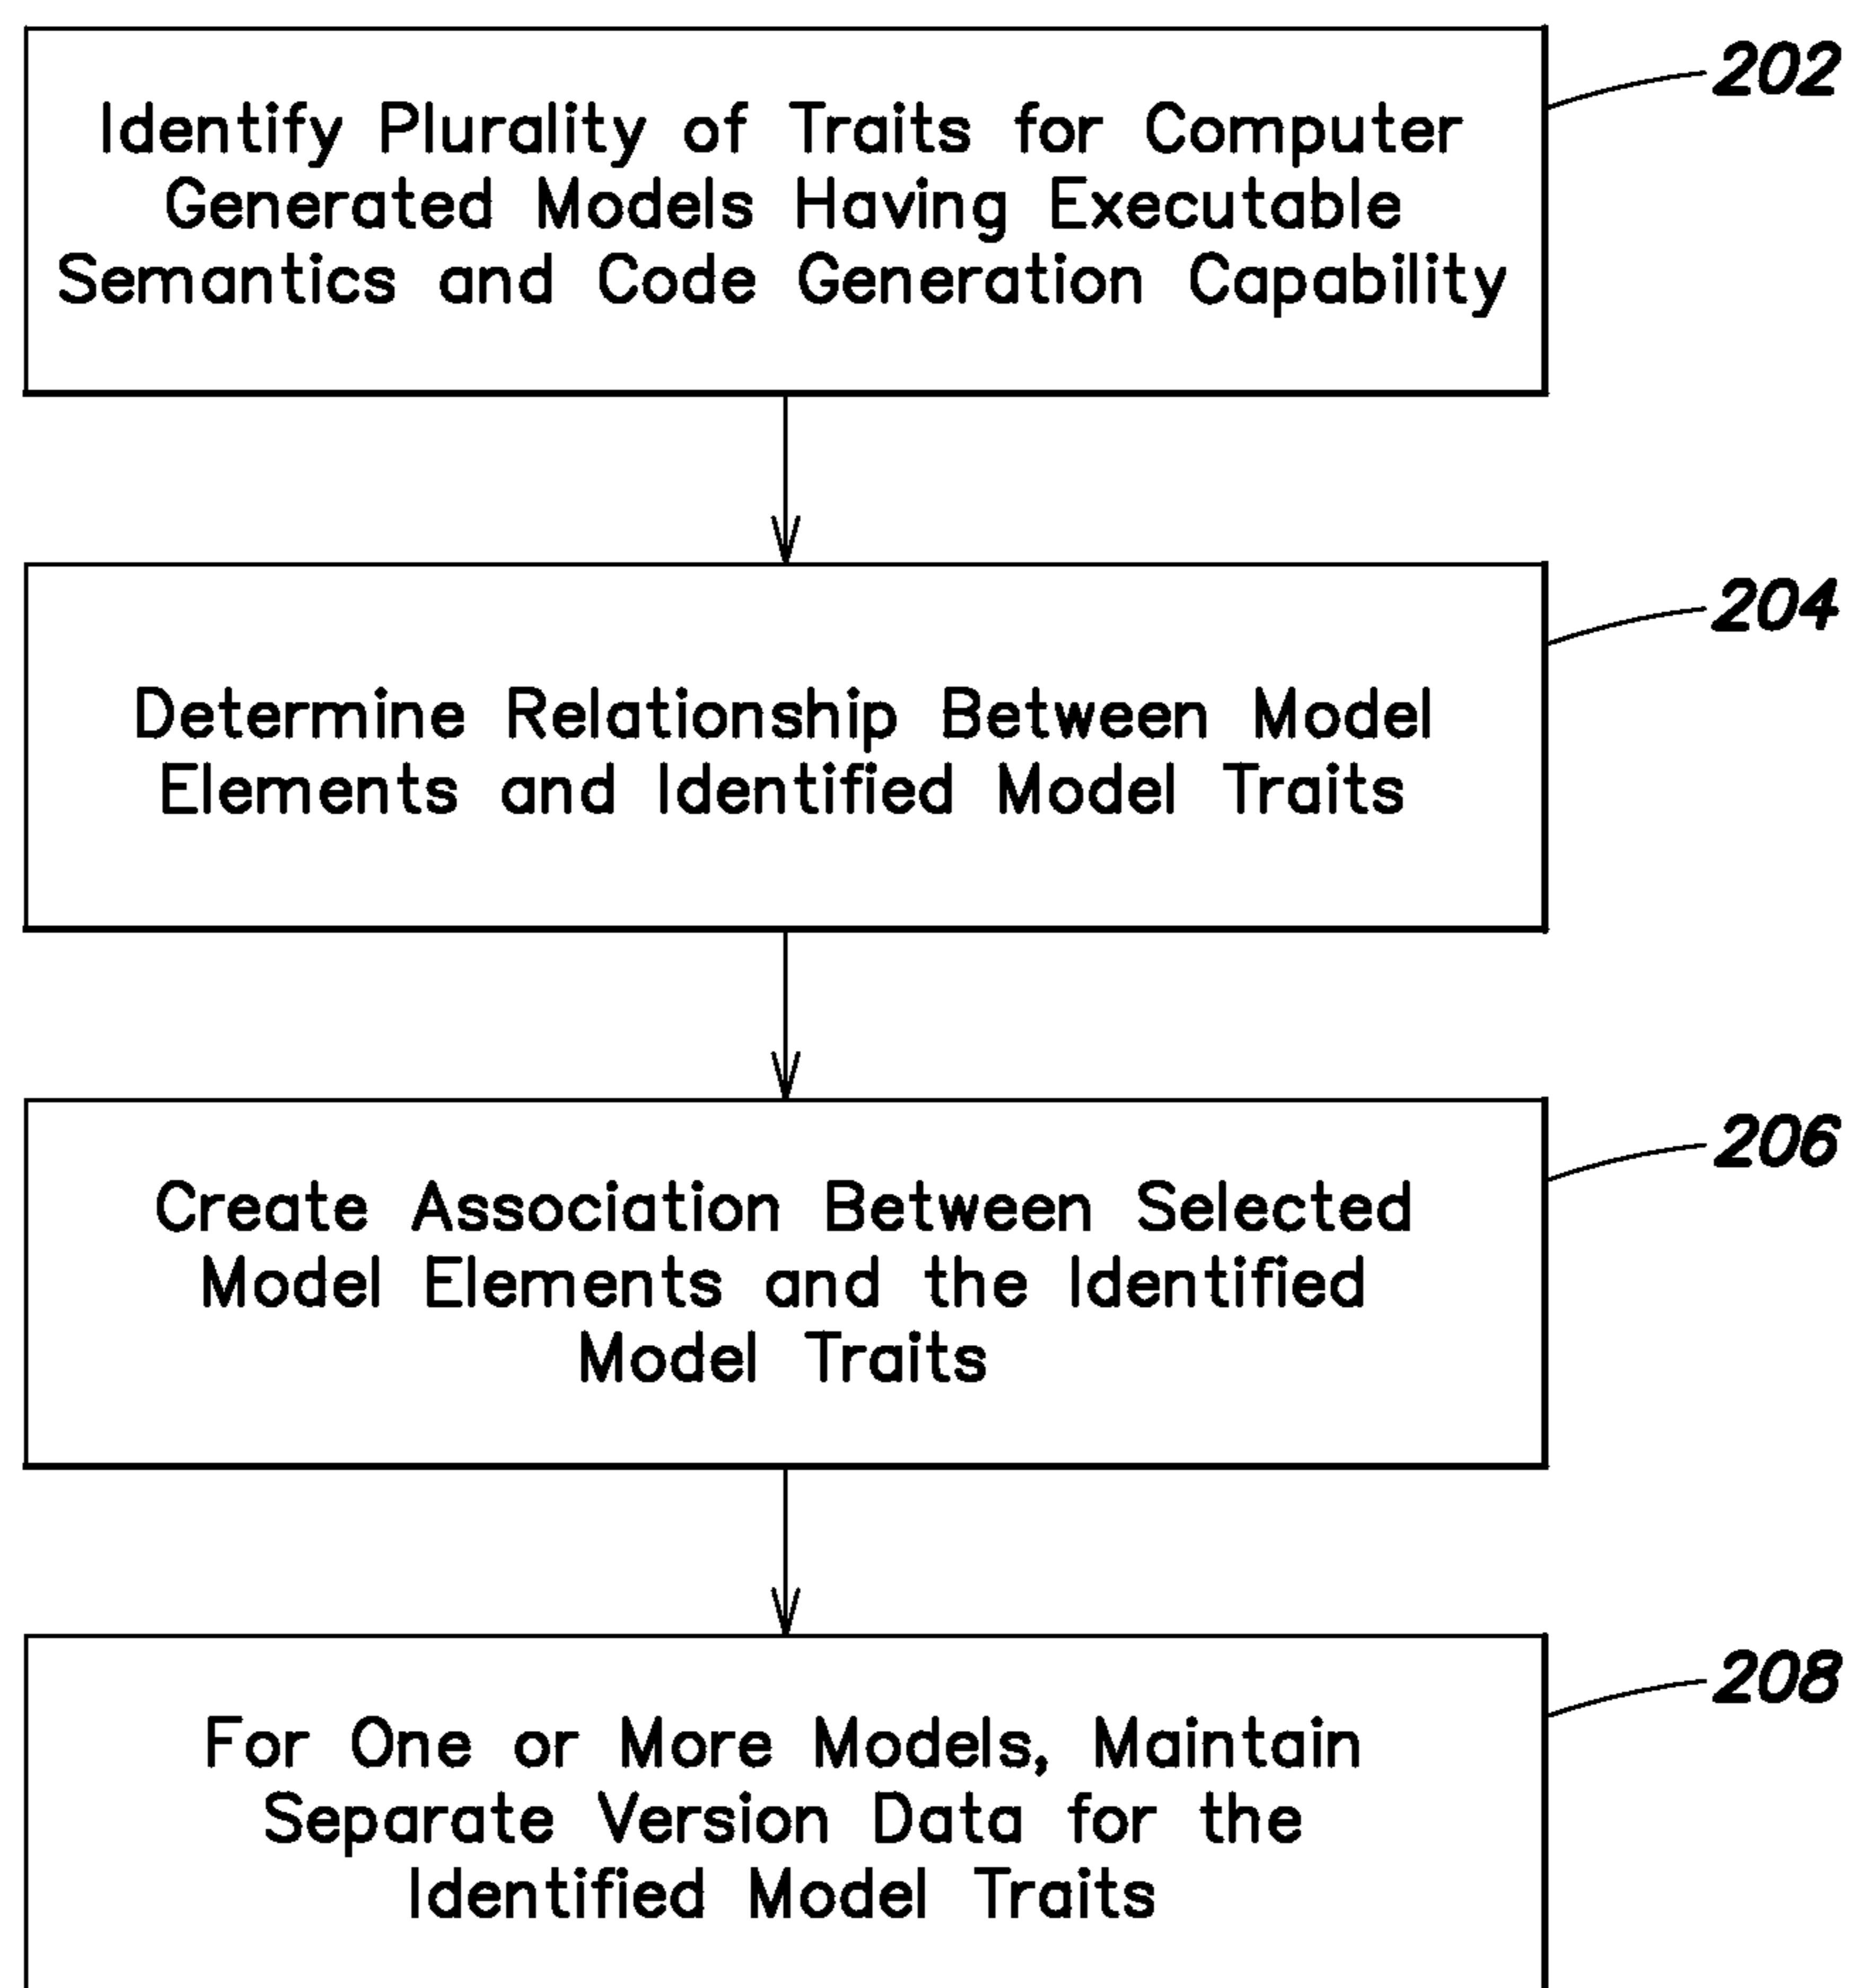 202
Identify Plurality of Traits for Computer
Generated Models Having Executable
Semantics and Code Generation Capability
204
Determine Relationship Between Model
Elements and Identified Model Traits
206
Create Association Between Selected
Model Elements and the Identified
Model Traits
208
For One or More Models, Maintain
Separate Version Data for the
Identified Model Traits